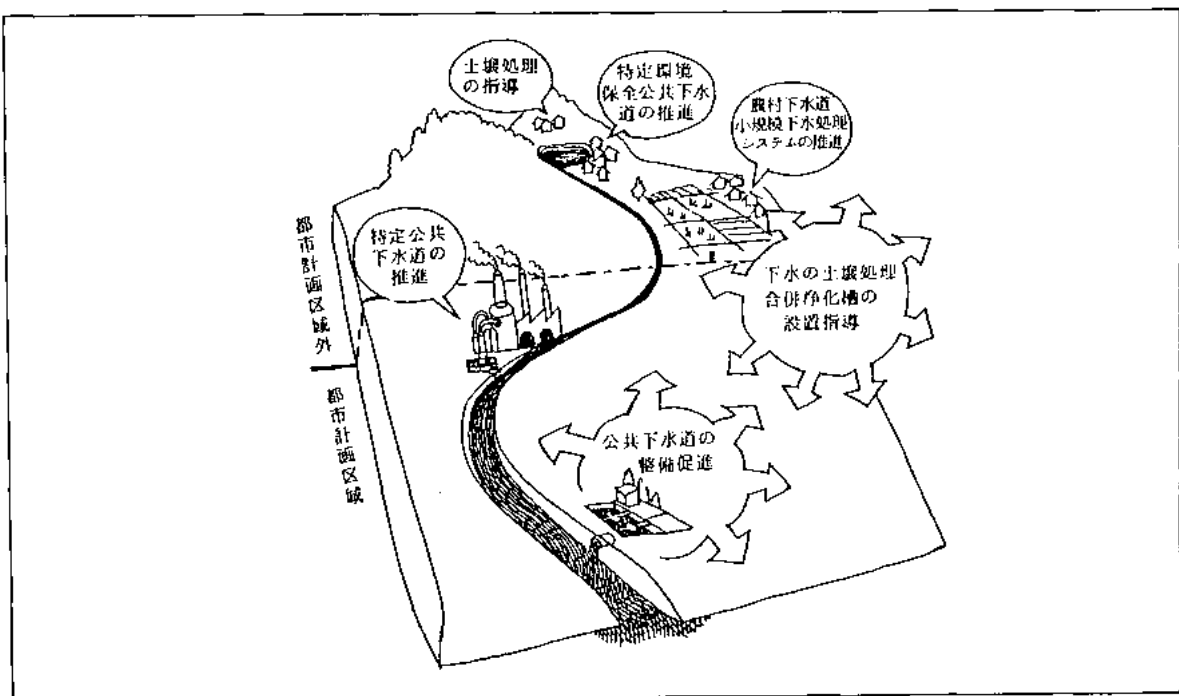 土壌処理
の指導
特定環境
保全公共下水
道の推進
農村下水道
小規模下水処理
システムの推進
都市計画区域外
特定公共
下水道の
推進
下水の土壌処理
合併浄化槽の
設置指導
都市計画区域
公共下水道の
整備促進